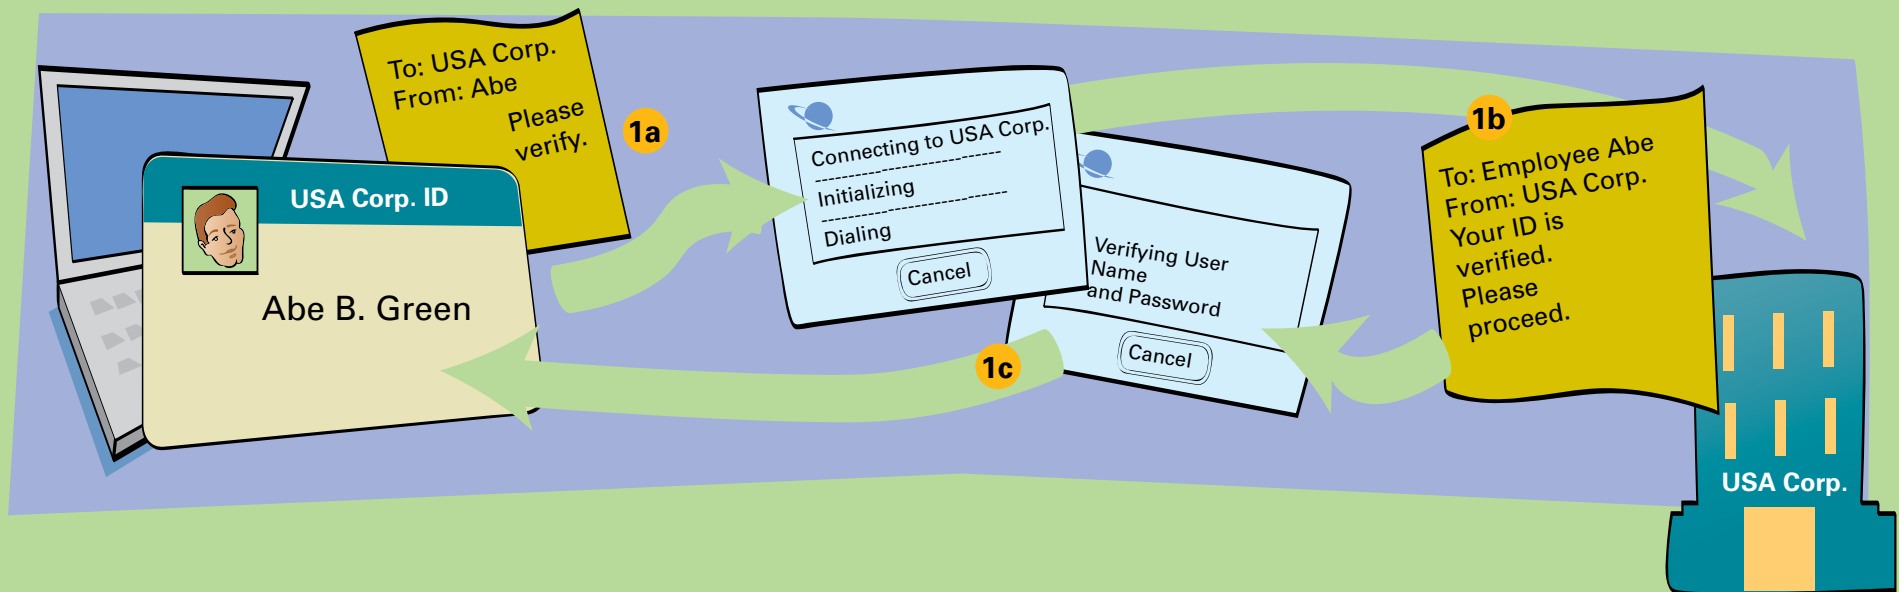 To: USA Corp.
From: Abe
Please
verify.
1a
USA Corp. ID
Abe B. Green
Connecting to USA Corp.
Initializing
Dialing
Cancel
Verifying User
Name
and Password
Cancel
1c
1b
To: Employee Abe
From: USA Corp.
Your ID is
verified.
Please
proceed.
USA Corp.